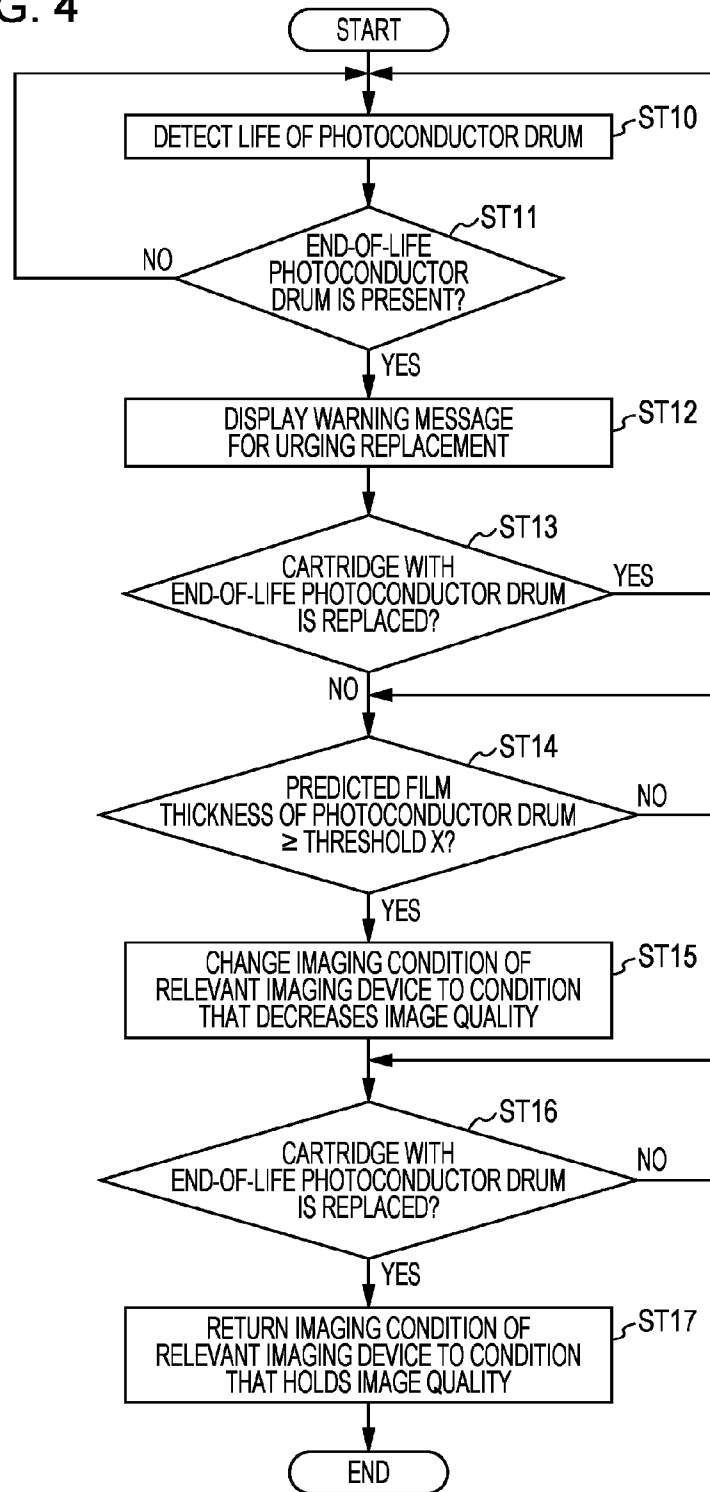 G. 4
START
DETECT LIFE OF PHOTOCONDUCTOR DRUM
ST10
ST11
END-OF-LIFE
PHOTOCONDUCTOR
DRUM IS PRESENT?
NO
YES
DISPLAY WARNING MESSAGE
FOR URGING REPLACEMENT
ST12
ST13
CARTRIDGE WITH
END-OF-LIFE PHOTOCONDUCTOR DRUM
IS REPLACED?
YES
NO
ST14
PREDICTED FILM
THICKNESS OF PHOTOCONDUCTOR DRUM
≥ THRESHOLD X?
NO
YES
CHANGE IMAGING CONDITION OF
RELEVANT IMAGING DEVICE TO CONDITION
THAT DECREASES IMAGE QUALITY
ST15
ST16
CARTRIDGE WITH
END-OF-LIFE PHOTOCONDUCTOR DRUM
IS REPLACED?
NO
YES
RETURN IMAGING CONDITION OF
RELEVANT IMAGING DEVICE TO CONDITION
THAT HOLDS IMAGE QUALITY
ST17
END